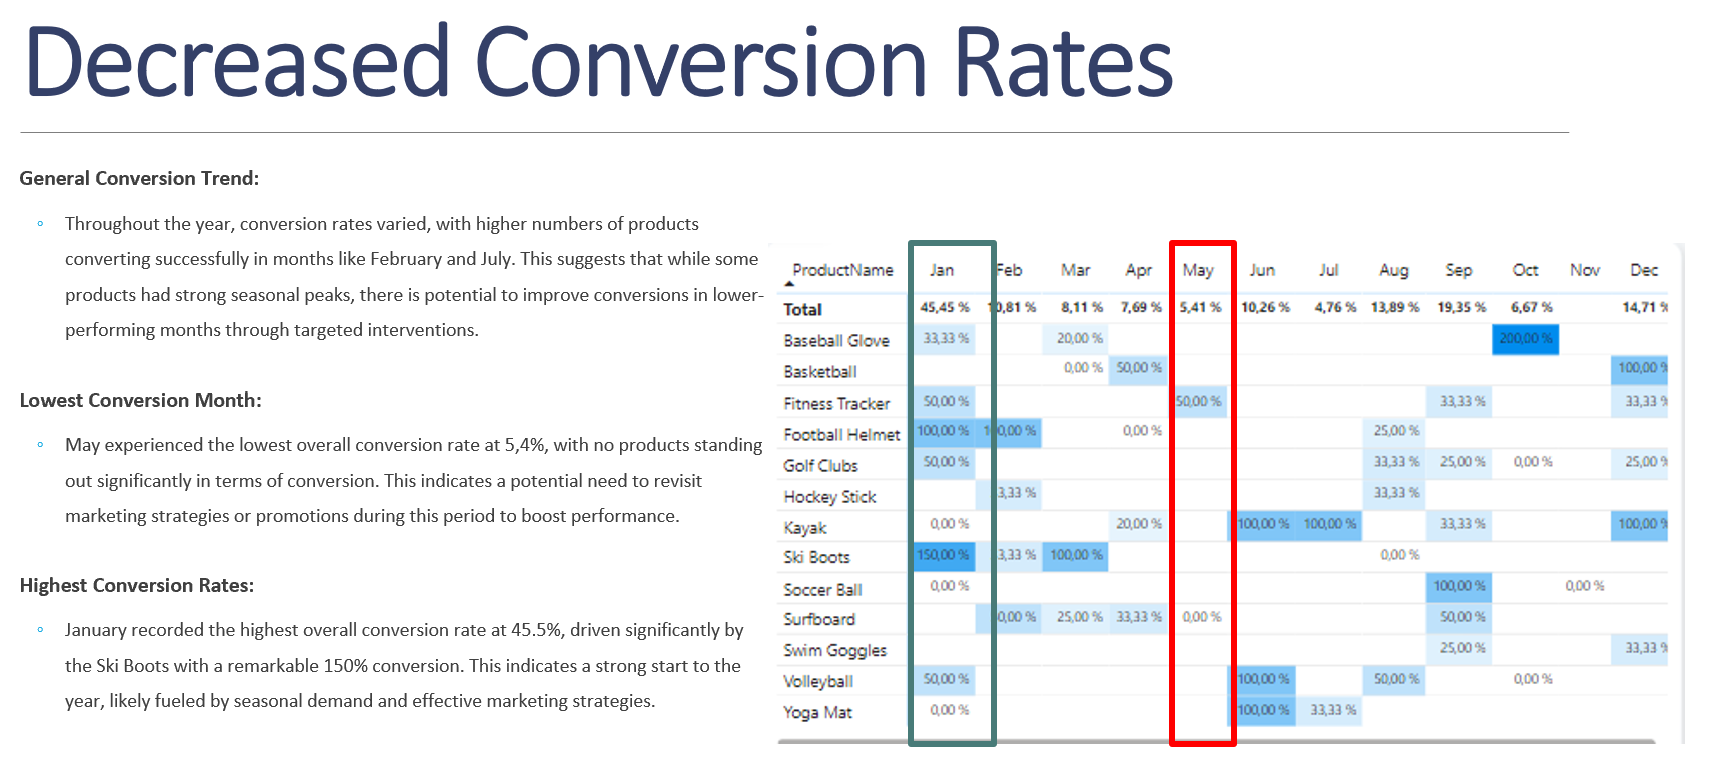 Decreased Conversion Rates
General Conversion Trend:
Throughout the year, conversion rates varied, with higher numbers of products
converting successfully in months like February and July. This suggests that while some
products had strong seasonal peaks, there is potential to improve conversions in lower-
performing months through targeted interventions.
Lowest Conversion Month:
May experienced the lowest overall conversion rate at 5,4%, with no products standing
out significantly in terms of conversion. This indicates a potential need to revisit
marketing strategies or promotions during this period to boost performance.
Highest Conversion Rates:
January recorded the highest overall conversion rate at 45.5%, driven significantly by
the Ski Boots with a remarkable 150% conversion. This indicates a strong start to the
year, likely fueled by seasonal demand and effective marketing strategies.
ProductName Jan Feb Mar Apr May Jun Jul Aug Sep Oct Nov Dec
Total 45,45 % 10,81 % 8,11 % 7,69 % 5,41 % 10,26 % 4,76 % 13,89 % 19,35 % 6,67 % 14,71 %
Baseball Glove 33,33 % 20,00 % 200,00 %
Basketball 0,00 % 50,00 % 100,00 %
Fitness Tracker 50,00 % 50,00 % 33,33 % 33,33 %
Football Helmet 100,00 % 100,00 % 0,00 % 25,00 %
Golf Clubs 50,00 % 33,33 % 25,00 % 0,00 % 25,00 %
Hockey Stick 3,33 % 33,33 %
Kayak 0,00 % 20,00 % 100,00 % 100,00 % 33,33 % 100,00 %
Ski Boots 150,00 % 3,33 % 100,00 % 0,00 %
Soccer Ball 0,00 % 100,00 % 0,00 %
Surfboard 0,00 % 25,00 % 33,33 % 0,00 % 50,00 %
Swim Goggles 25,00 % 33,33 %
Volleyball 50,00 % 100,00 % 50,00 % 0,00 %
Yoga Mat 0,00 % 100,00 % 33,33 %